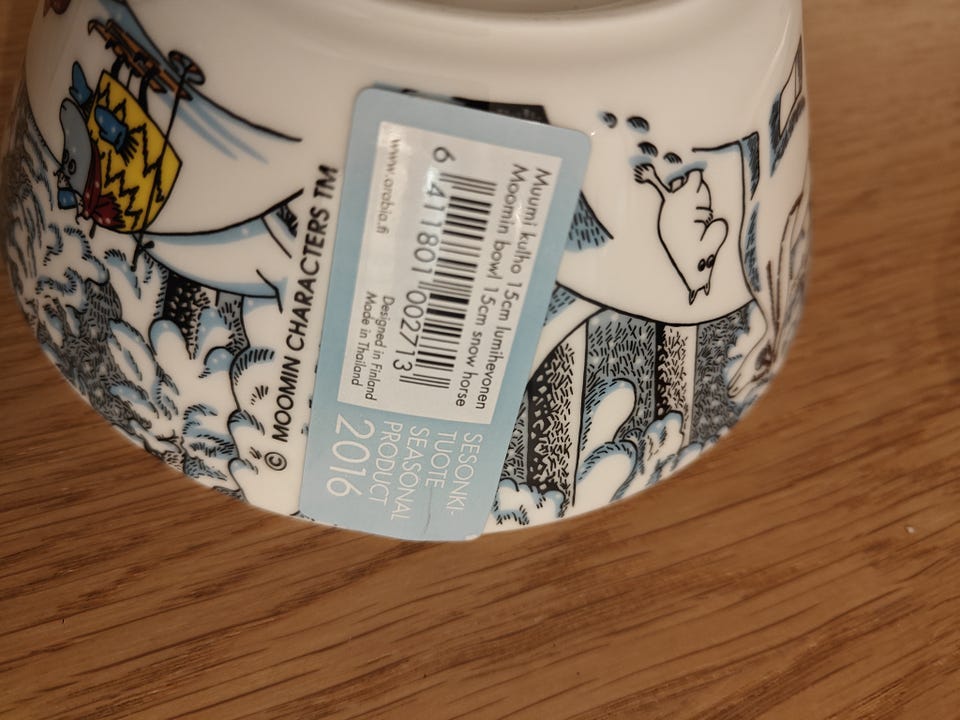 Muumi kulho 15cm lumihevonen
Moomin bowl 15cm snow horse
6 411801 002713
Designed in Finland
Made in Thailand
www.arabia.fi
SESONKI-
TUOTE
SEASONAL
PRODUCT
2016
© MOOMIN CHARACTERS TM